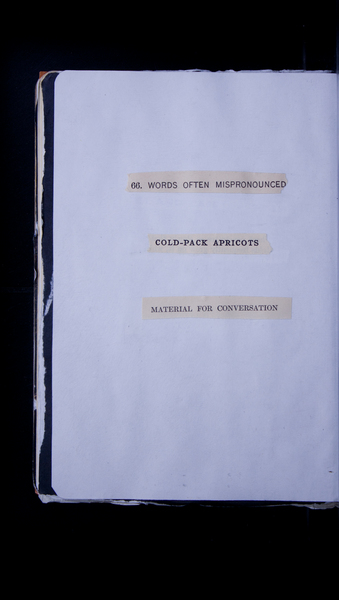 66. WORDS OFTEN MISPRONOUNCED
COLD-PACK APRICOTS
MATERIAL FOR CONVERSATION